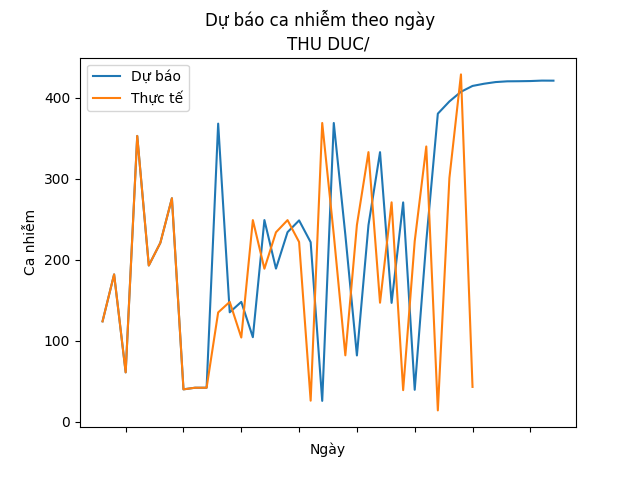 Dự báo ca nhiễm theo ngày
THU DUC/
Dự báo
Thực tế
400
300
200
100
0
Ca nhiễm
Ngày